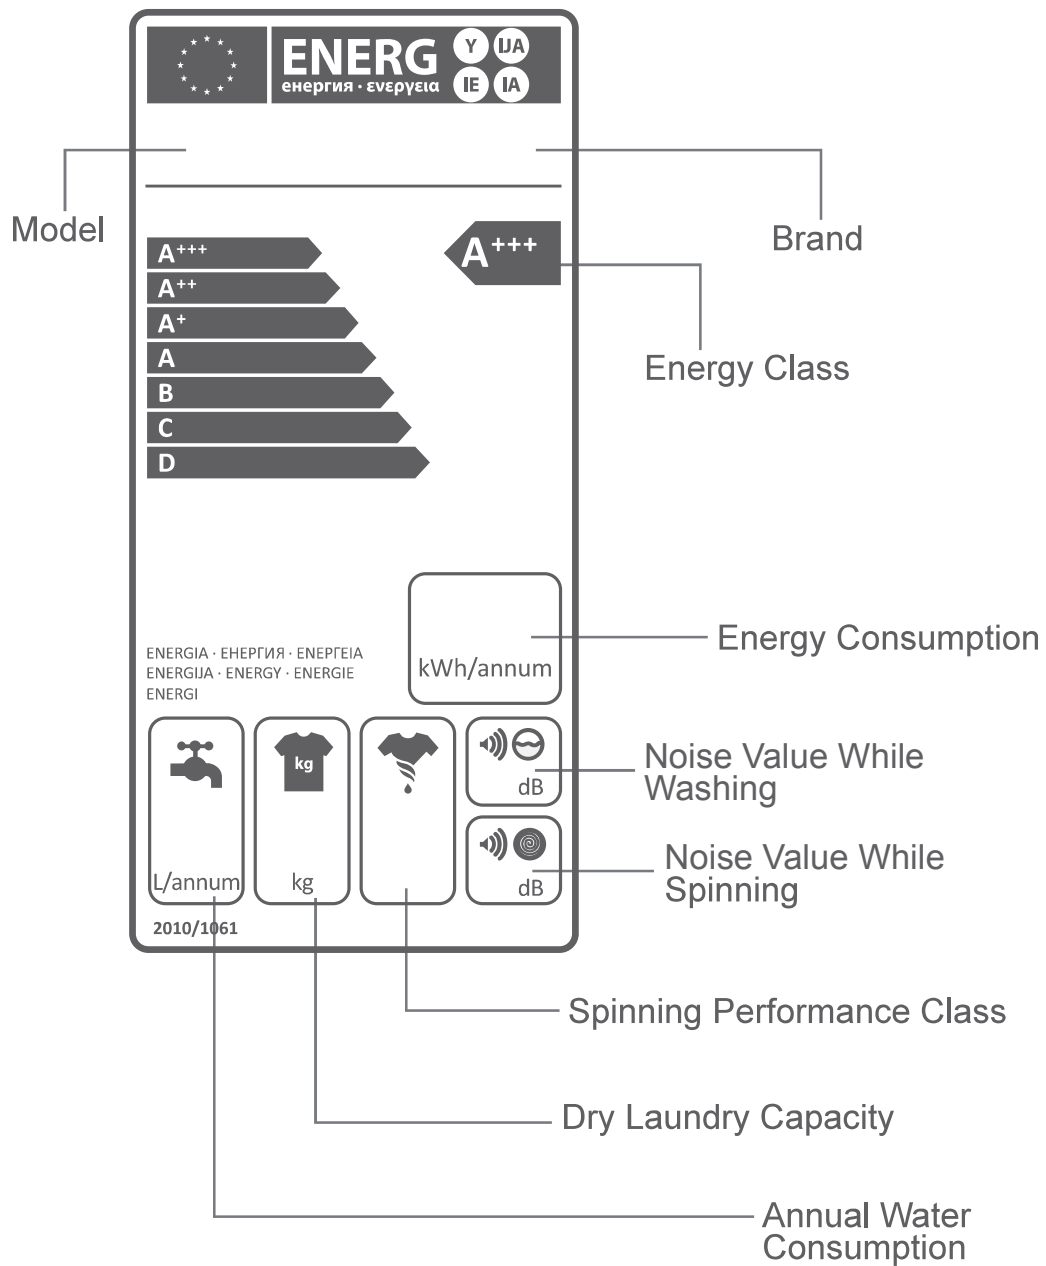 ENERG
енергия · ενεργεια
Y
IJA
IE
IA
Model
Brand
A+++
A++
A+
A
B
C
D
A+++
Energy Class
Energy Consumption
kWh/annum
ENERGIA · ЕНЕРГИЯ · ΕΝΕΡΓΕΙΑ
ENERGIJA · ENERGY · ENERGIE
ENERGI
kg
dB
Noise Value While
Washing
L/annum
kg
dB
Noise Value While
Spinning
2010/1061
Spinning Performance Class
Dry Laundry Capacity
Annual Water
Consumption